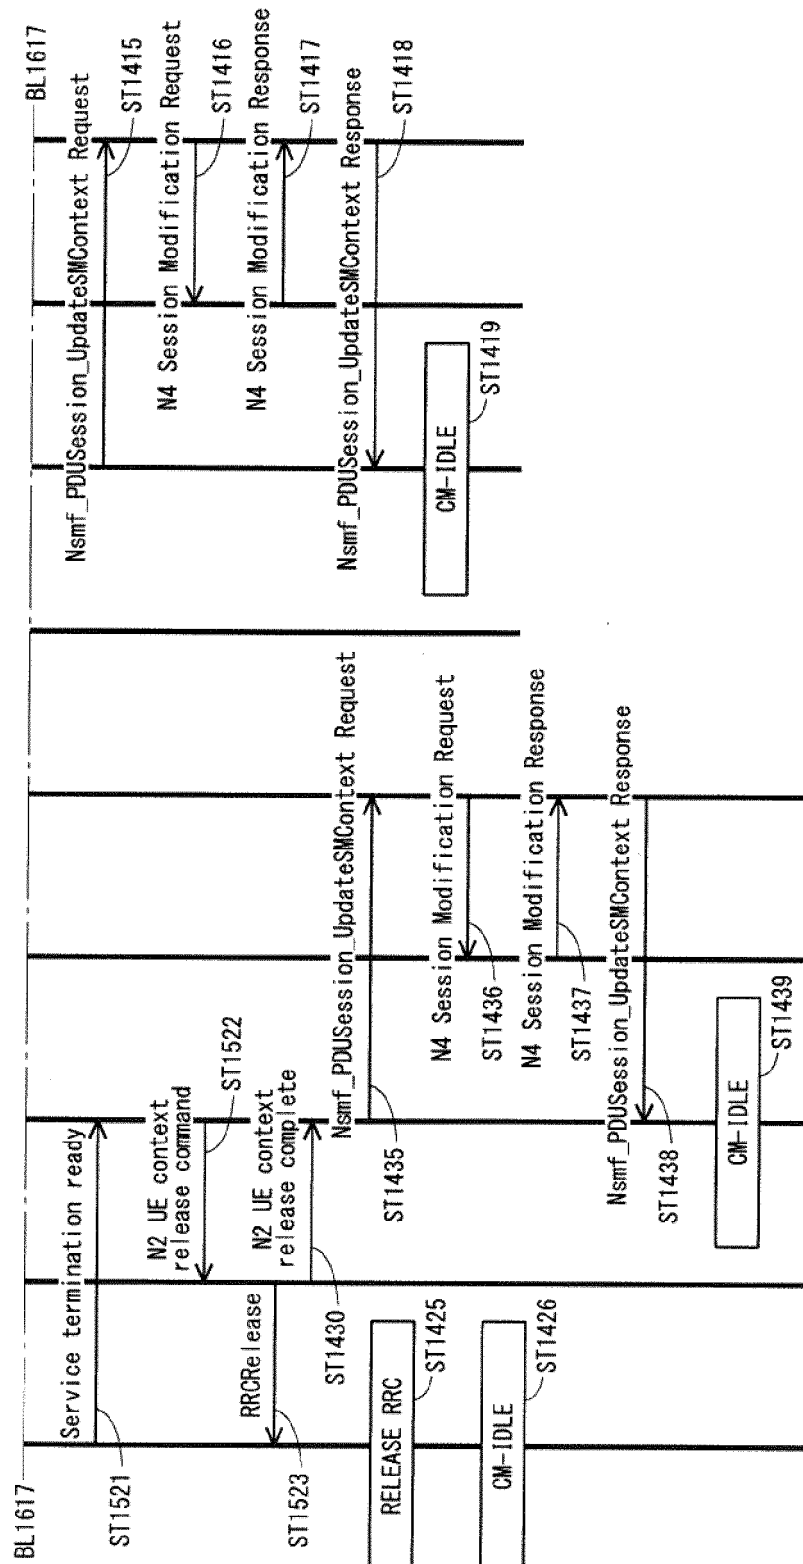 BL1617
BL1617
Service termination ready
ST1521
N2 UE context
release command
ST1522
RRCRelease
ST1523
N2 UE context
release complete
ST1430
RELEASE RRC
ST1425
CM-IDLE
ST1426
Nsmf_PDUSession_UpdateSMContext Request
ST1435
N4 Session Modification Request
ST1436
N4 Session Modification Response
ST1437
Nsmf_PDUSession_UpdateSMContext Response
ST1438
CM-IDLE
ST1439
Nsmf_PDUSession_UpdateSMContext Request
ST1415
N4 Session Modification Request
ST1416
N4 Session Modification Response
ST1417
Nsmf_PDUSession_UpdateSMContext Response
ST1418
CM-IDLE
ST1419